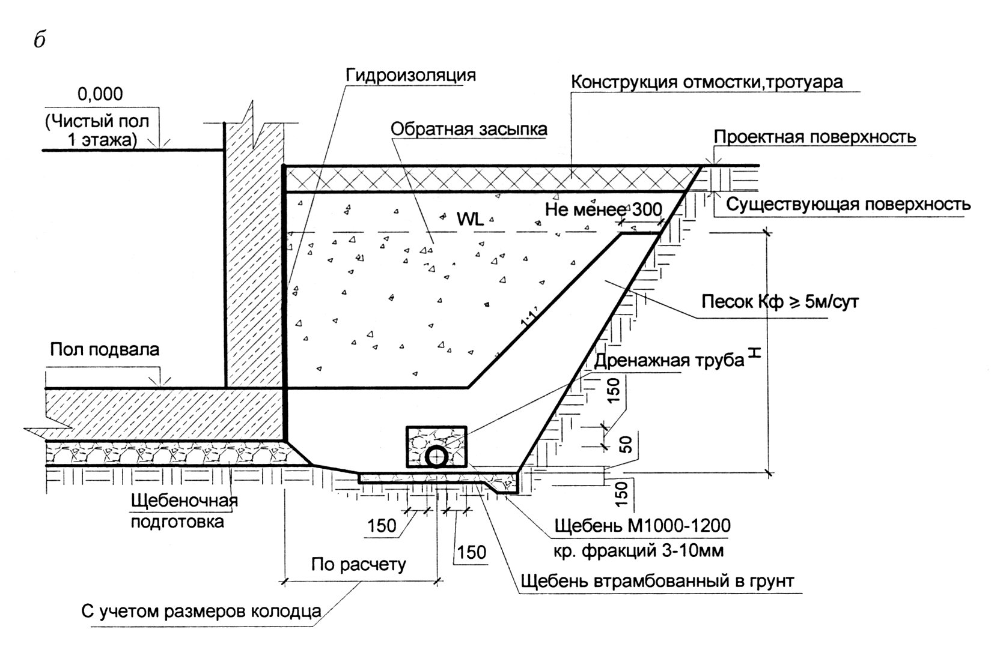 б
Гидроизоляция
Конструкция отмостки,тротуара
0,000
(Чистый пол
1 этажа)
Обратная засыпка
Проектная поверхность
Существующая поверхность
Не менее 300
WL
Песок Кф ≥ 5м/сут
1:1
Пол подвала
Дренажная труба
H
150
50
150
Щебеночная
подготовка
150
150
Щебень М1000-1200
кр. фракций 3-10мм
По расчету
Щебень втрамбованный в грунт
С учетом размеров колодца